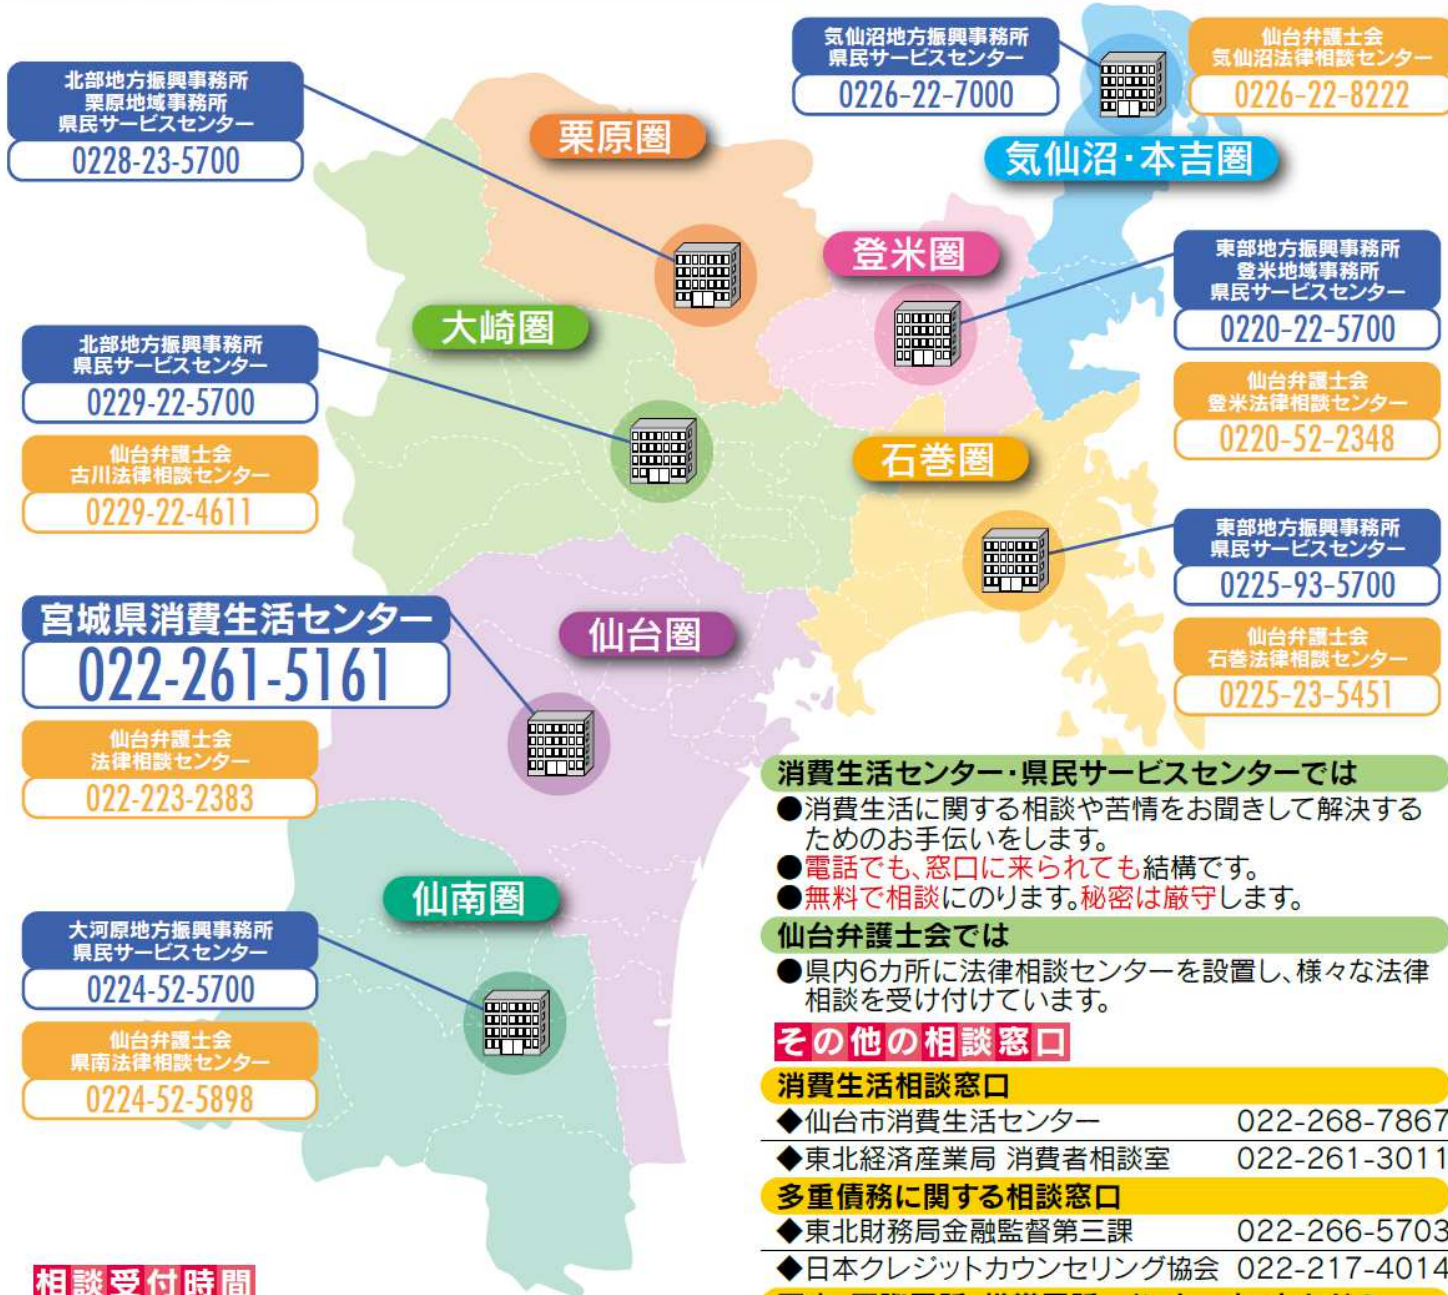 気仙沼地方振興事務所
県民サービスセンター
0226-22-7000
仙台弁護士会
気仙沼法律相談センター
0226-22-8222
気仙沼・本吉圏
北部地方振興事務所
栗原地域事務所
県民サービスセンター
0228-23-5700
栗原圏
登米圏
東部地方振興事務所
登米地域事務所
県民サービスセンター
0220-22-5700
仙台弁護士会
登米法律相談センター
0220-52-2348
大崎圏
北部地方振興事務所
県民サービスセンター
0229-22-5700
仙台弁護士会
古川法律相談センター
0229-22-4611
石巻圏
東部地方振興事務所
県民サービスセンター
0225-93-5700
仙台弁護士会
石巻法律相談センター
0225-23-5451
宮城県消費生活センター
022-261-5161
仙台圏
仙台弁護士会
法律相談センター
022-223-2383
仙南圏
大河原地方振興事務所
県民サービスセンター
0224-52-5700
仙台弁護士会
県南法律相談センター
0224-52-5898
消費生活センター・県民サービスセンターでは
●消費生活に関する相談や苦情をお聞きして解決する
ためのお手伝いをします。
●電話でも、窓口に来られても結構です。
●無料で相談にのります。秘密は厳守します。
仙台弁護士会では
●県内6カ所に法律相談センターを設置し、様々な法律
相談を受け付けています。
その他の相談窓口
消費生活相談窓口
◆仙台市消費生活センター 022-268-7867
◆東北経済産業局 消費者相談室 022-261-3011
多重債務に関する相談窓口
◆東北財務局金融監督第三課 022-266-5703
◆日本クレジットカウンセリング協会 022-217-4014
相談受付時間